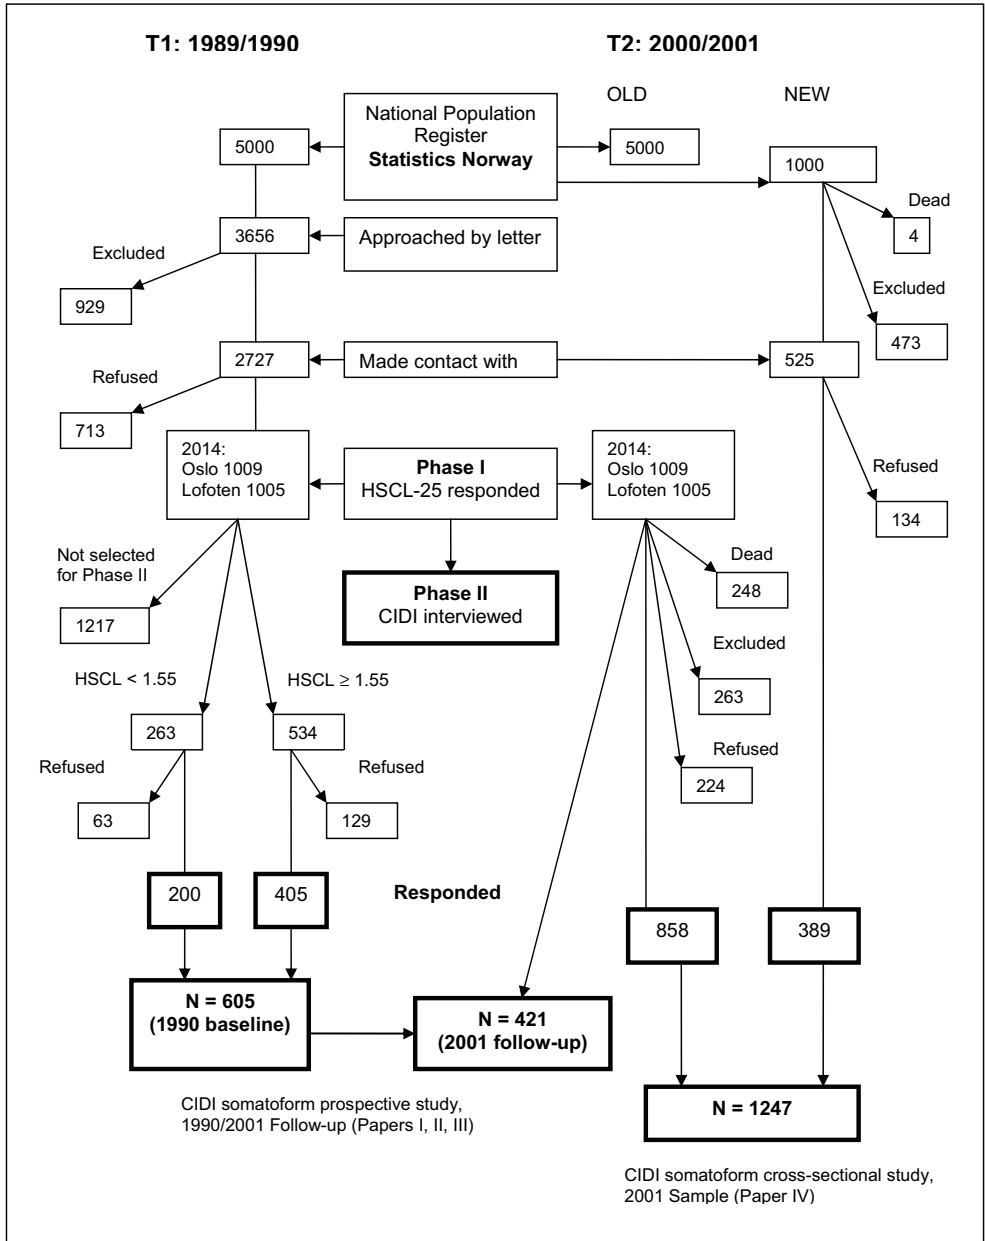 T1: 1989/1990
T2: 2000/2001
OLD
NEW
National Population
Register
Statistics Norway
5000
5000
1000
Dead
4
3656
Approached by letter
Excluded
929
Excluded
473
2727
Made contact with
525
Refused
713
2014:
Oslo 1009
Lofoten 1005
Phase I
HSCL-25 responded
2014:
Oslo 1009
Lofoten 1005
Refused
134
Not selected
for Phase II
1217
Phase II
CIDI interviewed
Dead
248
Excluded
263
HSCL < 1.55
HSCL ≥ 1.55
263
534
Refused
224
Refused
63
Refused
129
200
405
Responded
858
389
N = 605
(1990 baseline)
N = 421
(2001 follow-up)
N = 1247
CIDI somatoform prospective study,
1990/2001 Follow-up (Papers I, II, III)
CIDI somatoform cross-sectional study,
2001 Sample (Paper IV)